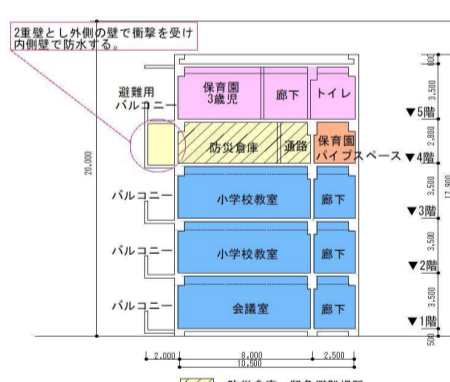 2重壁とし外側の壁で衝撃を受け
内側壁で防水する。
避難用
バルコニー
保育園
3歳児
廊下
トイレ
▼5階
防災倉庫
通路
保育園
パイプスペース
▼4階
バルコニー
小学校教室
廊下
▼3階
バルコニー
小学校教室
廊下
▼2階
バルコニー
会議室
廊下
▼1階
20,000
600
3,500
2,800
3,500
3,500
3,500
500
2,000
8,000
2,500
10,500